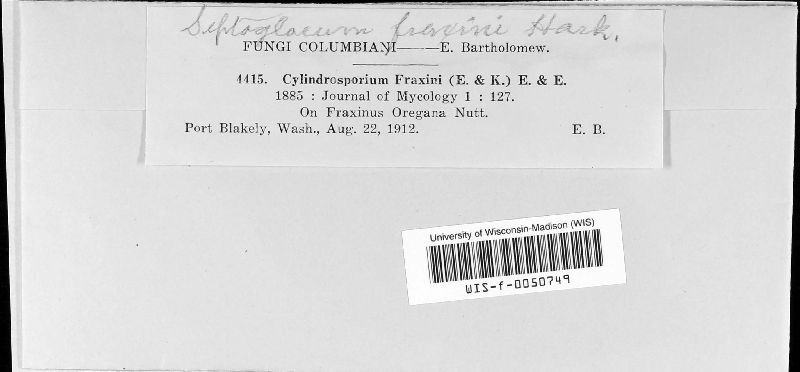 Septogloeum fraxini Hark.
FUNGI COLUMBIANI——E. Bartholomew.
4415. Cylindrosporium Fraxini (E. & K.) E. & E.
1885 : Journal of Mycology 1 : 127.
On Fraxinus Oregana Nutt.
Port Blakely, Wash., Aug. 22, 1912. E. B.
University of Wisconsin-Madison (WIS)
WIS-f-0050749